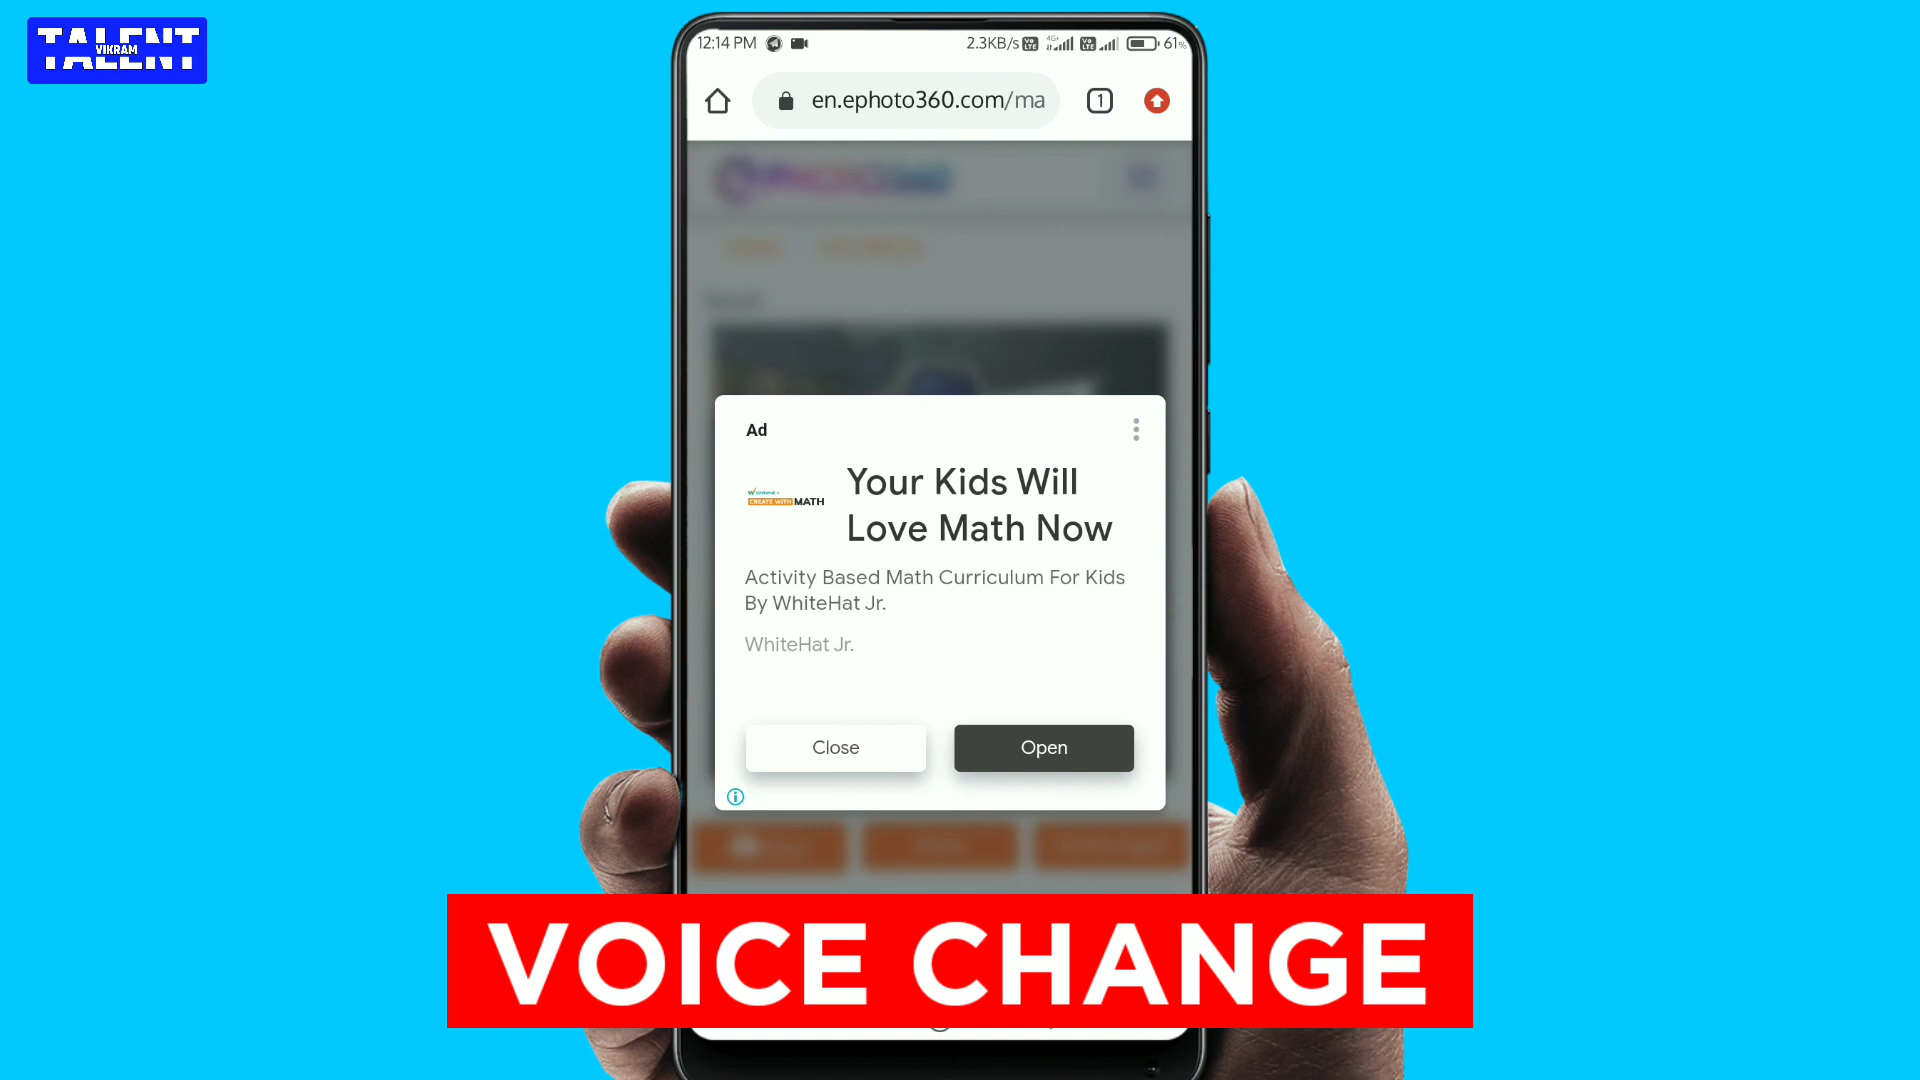 TALENT
VIKRAM
12:14 PM
2.3KB/s
4G+
61%
en.ephoto360.com/ma
1
Ad
CREATE WITH MATH
Your Kids Will
Love Math Now
Activity Based Math Curriculum For Kids
By WhiteHat Jr.
WhiteHat Jr.
Close
Open
VOICE CHANGE